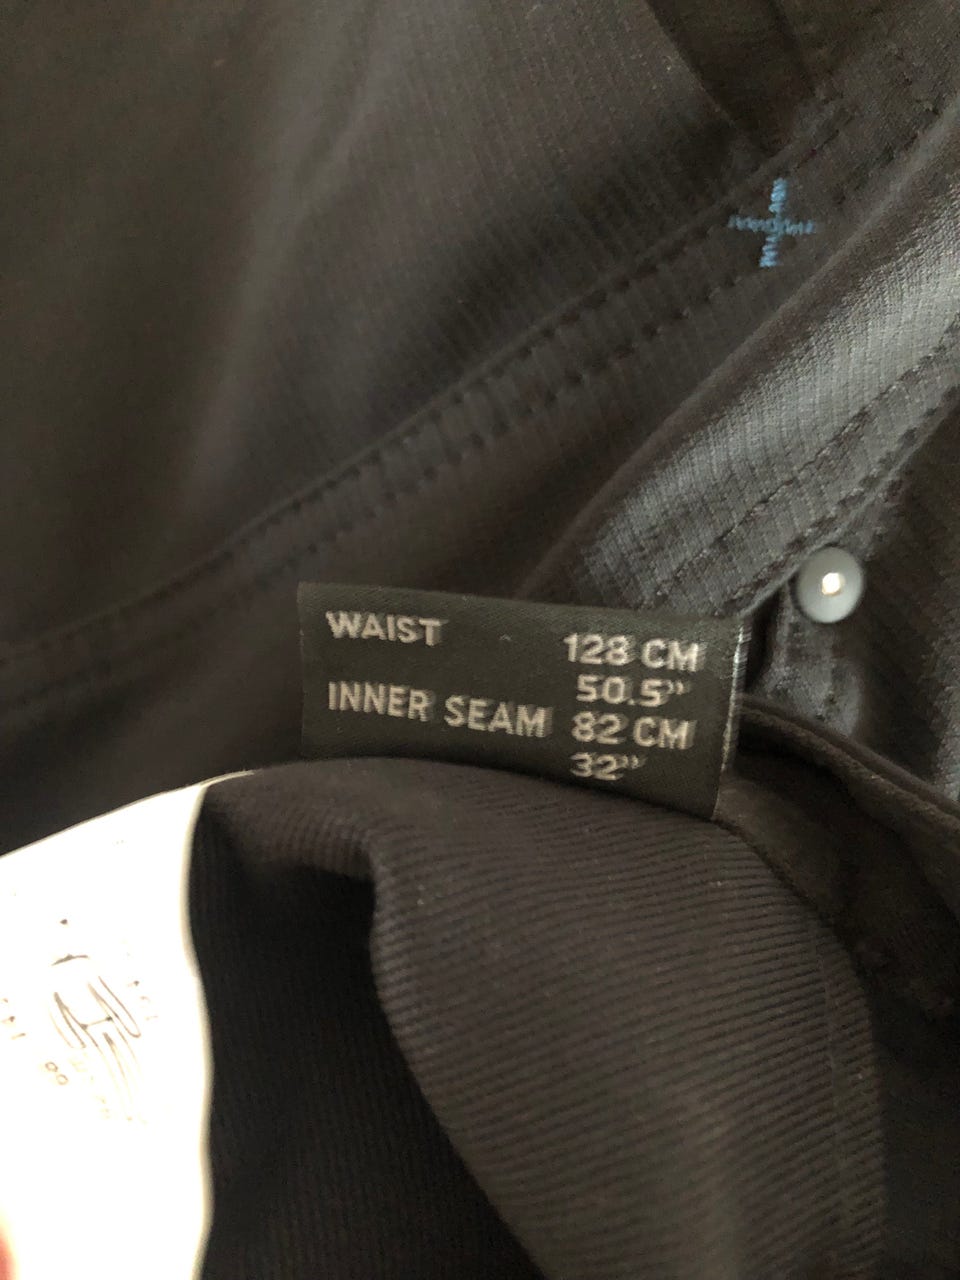 WAIST 128 CM
50.5"
INNER SEAM 82 CM
32"